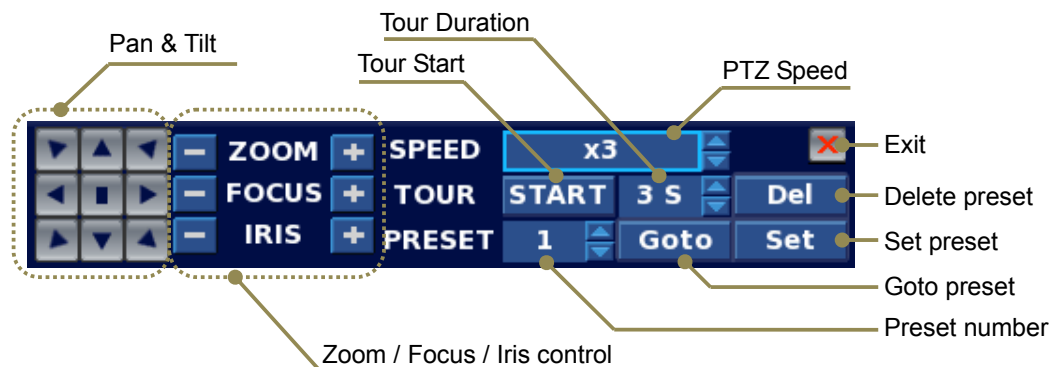 Tour Duration
Pan & Tilt
Tour Start
PTZ Speed
− ZOOM + SPEED x3
Exit
− FOCUS + TOUR START 3 S Del
Delete preset
− IRIS + PRESET 1 Goto Set
Set preset
Goto preset
Preset number
Zoom / Focus / Iris control